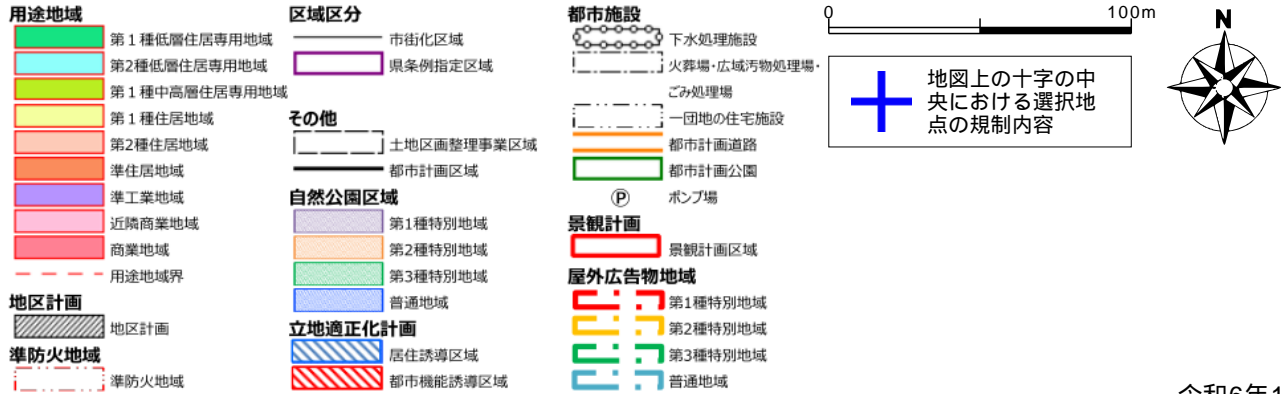 用途地域
第１種低層住居専用地域
第2種低層住居専用地域
第１種中高層住居専用地域
第１種住居地域
第2種住居地域
準住居地域
準工業地域
近隣商業地域
商業地域
用途地域界
地区計画
地区計画
準防火地域
準防火地域
区域区分
市街化区域
県条例指定区域
その他
土地区画整理事業区域
都市計画区域
自然公園区域
第1種特別地域
第2種特別地域
第3種特別地域
普通地域
立地適正化計画
居住誘導区域
都市機能誘導区域
都市施設
下水処理施設
火葬場・広域汚物処理場・
ごみ処理場
一団地の住宅施設
都市計画道路
都市計画公園
Ⓟ ポンプ場
景観計画
景観計画区域
屋外広告物地域
第1種特別地域
第2種特別地域
第3種特別地域
普通地域
0 100m
地図上の十字の中
央における選択地
点の規制内容
N
令和6年1